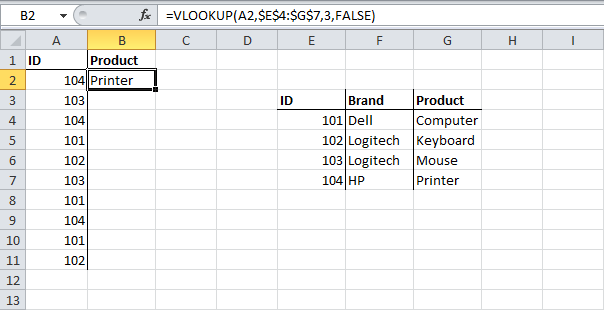 B2 fx =VLOOKUP(A2,$E$4:$G$7,3,FALSE)
A B C D E F G H I
1 ID Product
2 104 Printer
3 103 ID Brand Product
4 104 101 Dell Computer
5 101 102 Logitech Keyboard
6 102 103 Logitech Mouse
7 103 104 HP Printer
8 101
9 104
10 101
11 102
12
13